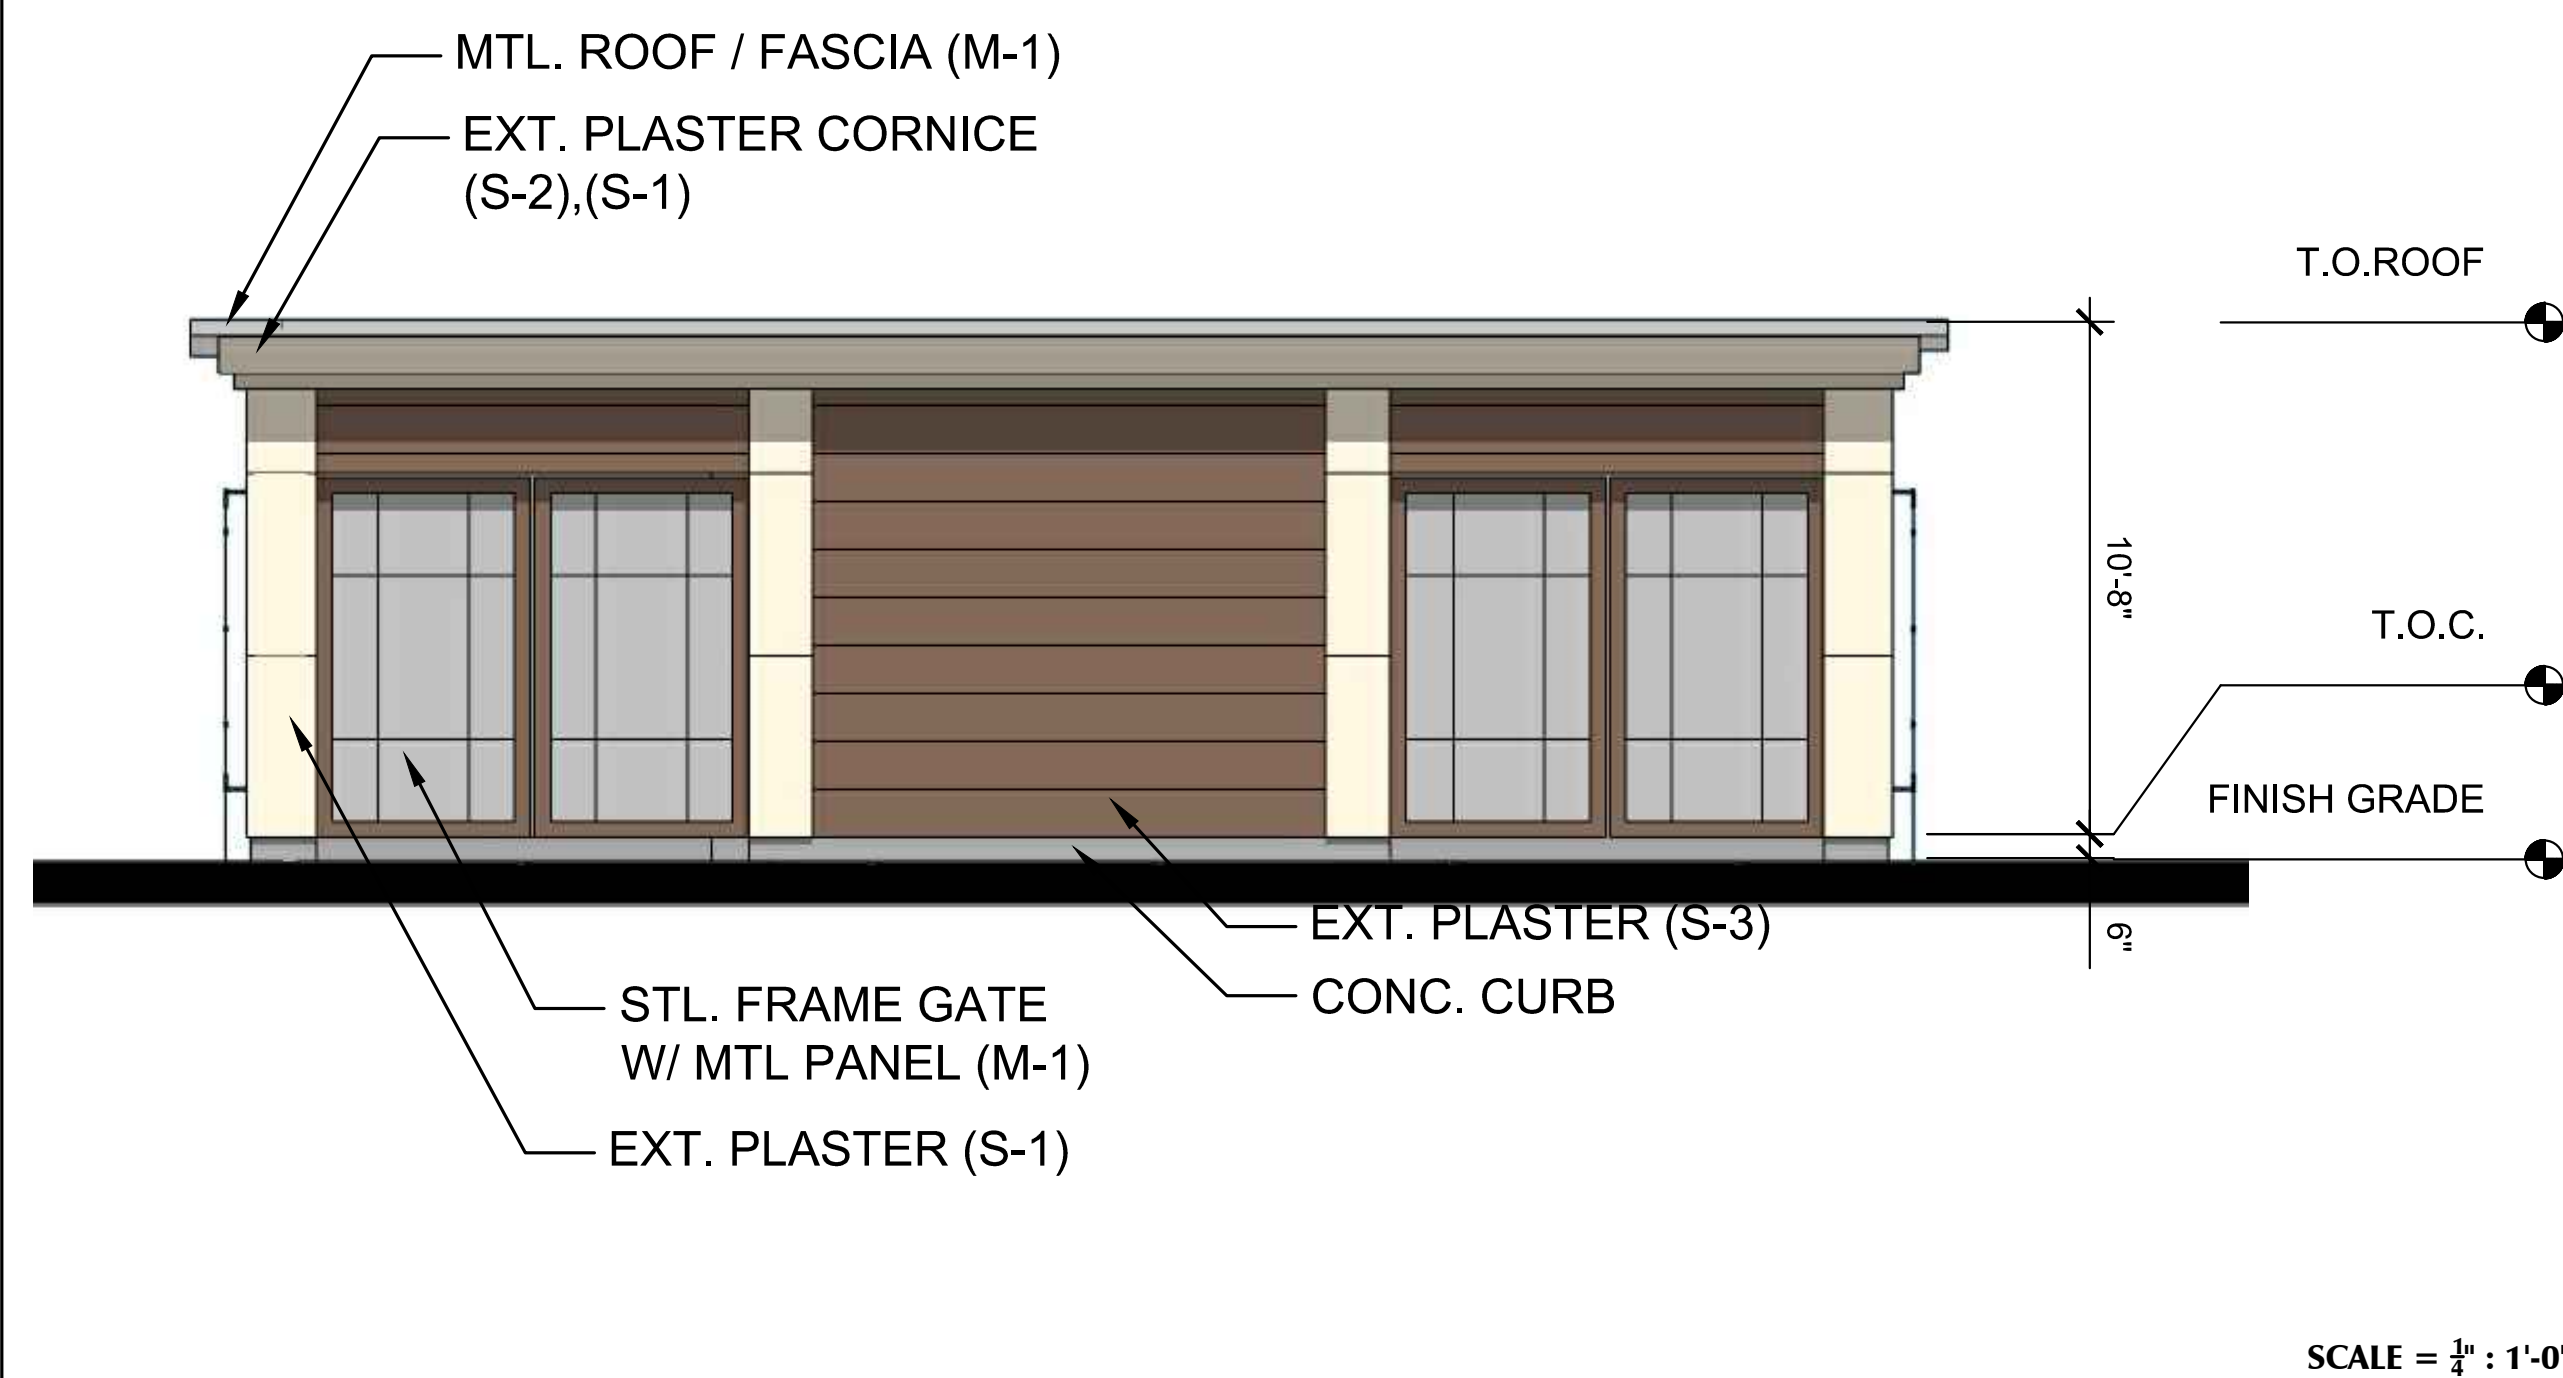 MTL. ROOF / FASCIA (M-1)
EXT. PLASTER CORNICE
(S-2),(S-1)
T.O.ROOF
10'-8"
T.O.C.
FINISH GRADE
6"
EXT. PLASTER (S-3)
CONC. CURB
STL. FRAME GATE
W/ MTL PANEL (M-1)
EXT. PLASTER (S-1)
SCALE = 1/4" : 1'-0"